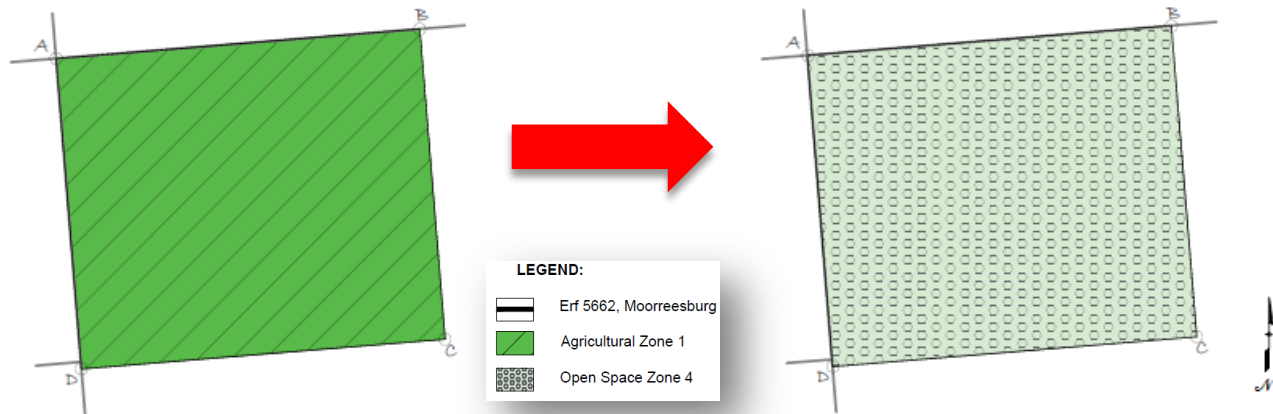 A
B
C
D
LEGEND:
Erf 5662, Moorreesburg
Agricultural Zone 1
Open Space Zone 4
A
B
C
D
N